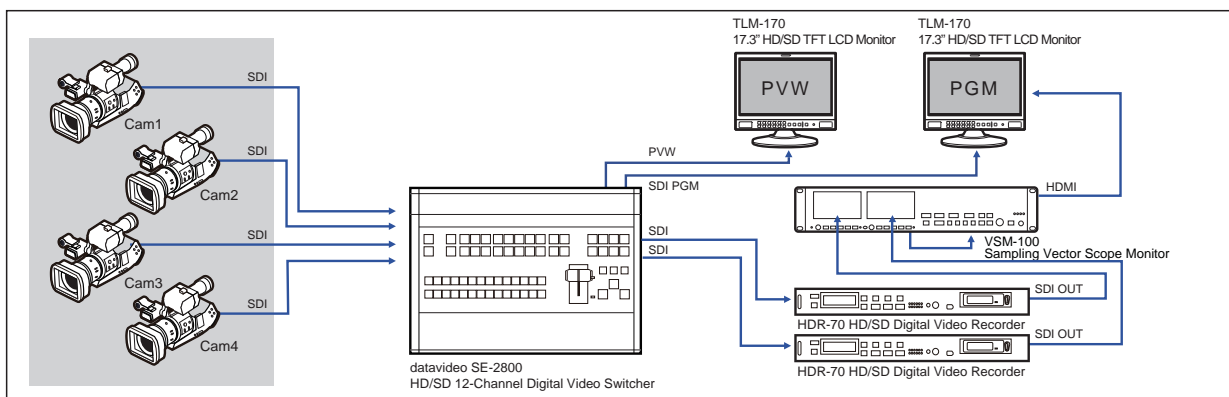 TLM-170
17.3" HD/SD TFT LCD Monitor
TLM-170
17.3" HD/SD TFT LCD Monitor
PVW
PGM
SDI
Cam1
SDI
Cam2
SDI
Cam3
SDI
Cam4
PVW
SDI PGM
SDI
SDI
datavideo SE-2800
HD/SD 12-Channel Digital Video Switcher
HDMI
VSM-100
Sampling Vector Scope Monitor
SDI OUT
HDR-70 HD/SD Digital Video Recorder
SDI OUT
HDR-70 HD/SD Digital Video Recorder